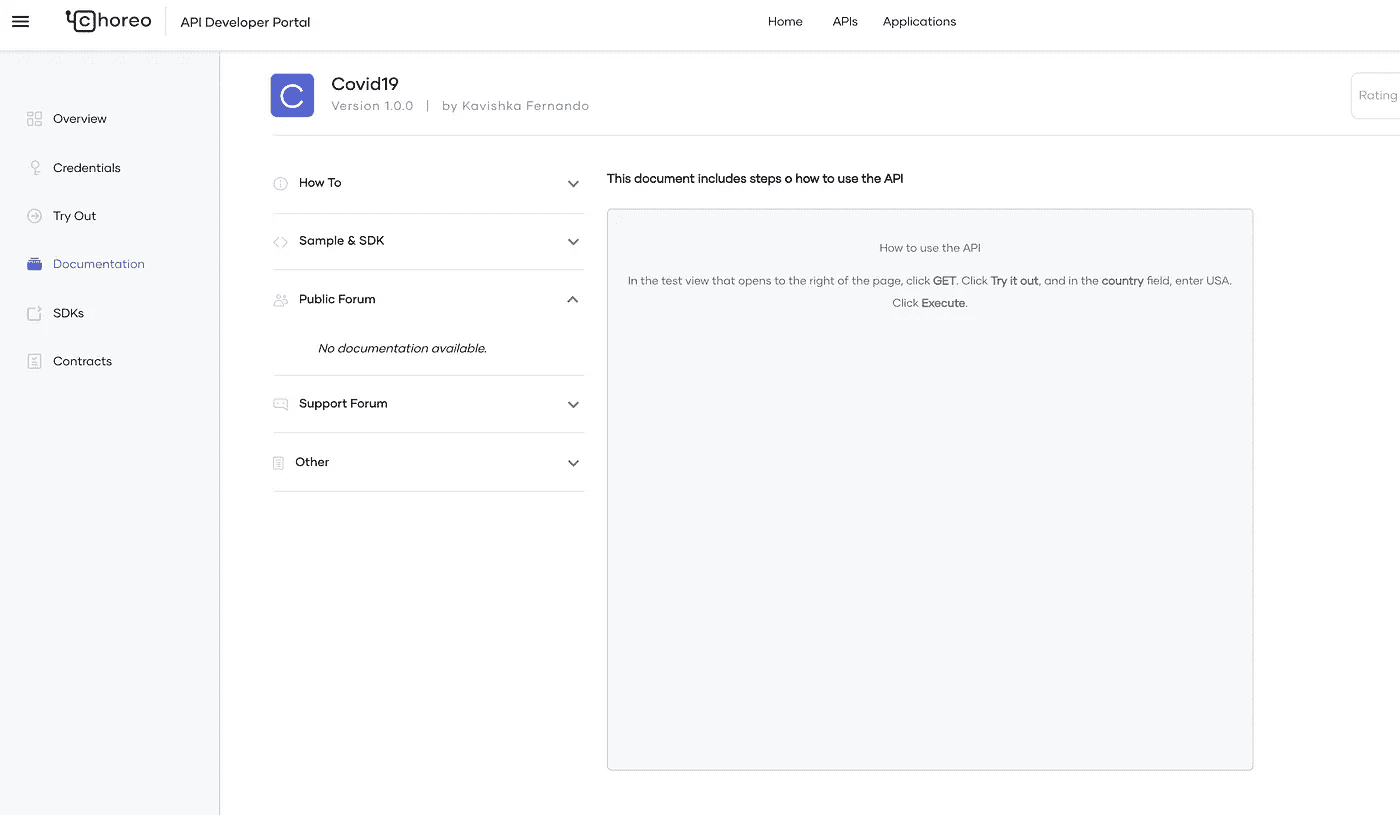 choreo API Developer Portal Home APIs Applications
Overview
Credentials
Try Out
Documentation
SDKs
Contracts
C
Covid19
Version 1.0.0 | by Kavishka Fernando
Rating
How To
Sample & SDK
Public Forum
No documentation available.
Support Forum
Other
This document includes steps o how to use the API
How to use the API
In the test view that opens to the right of the page, click GET. Click Try it out, and in the country field, enter USA.
Click Execute.